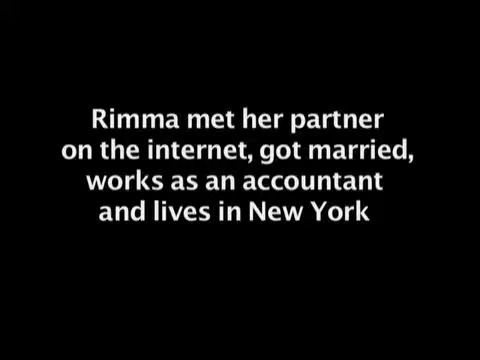 Rimma met her partner
on the internet, got married,
works as an accountant
and lives in New York